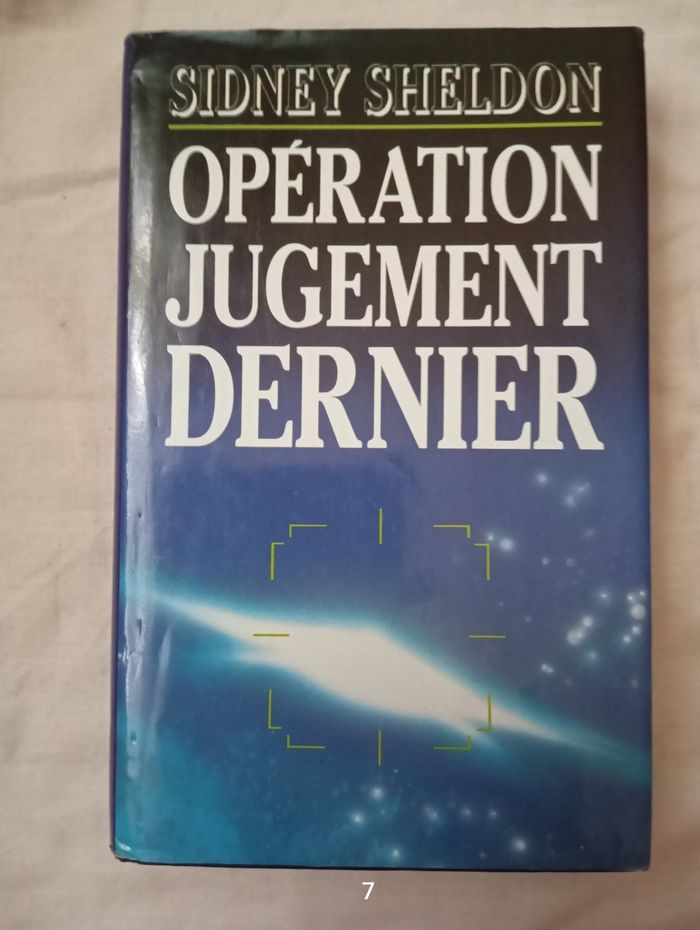 SIDNEY SHELDON
OPÉRATION
JUGEMENT
DERNIER
7